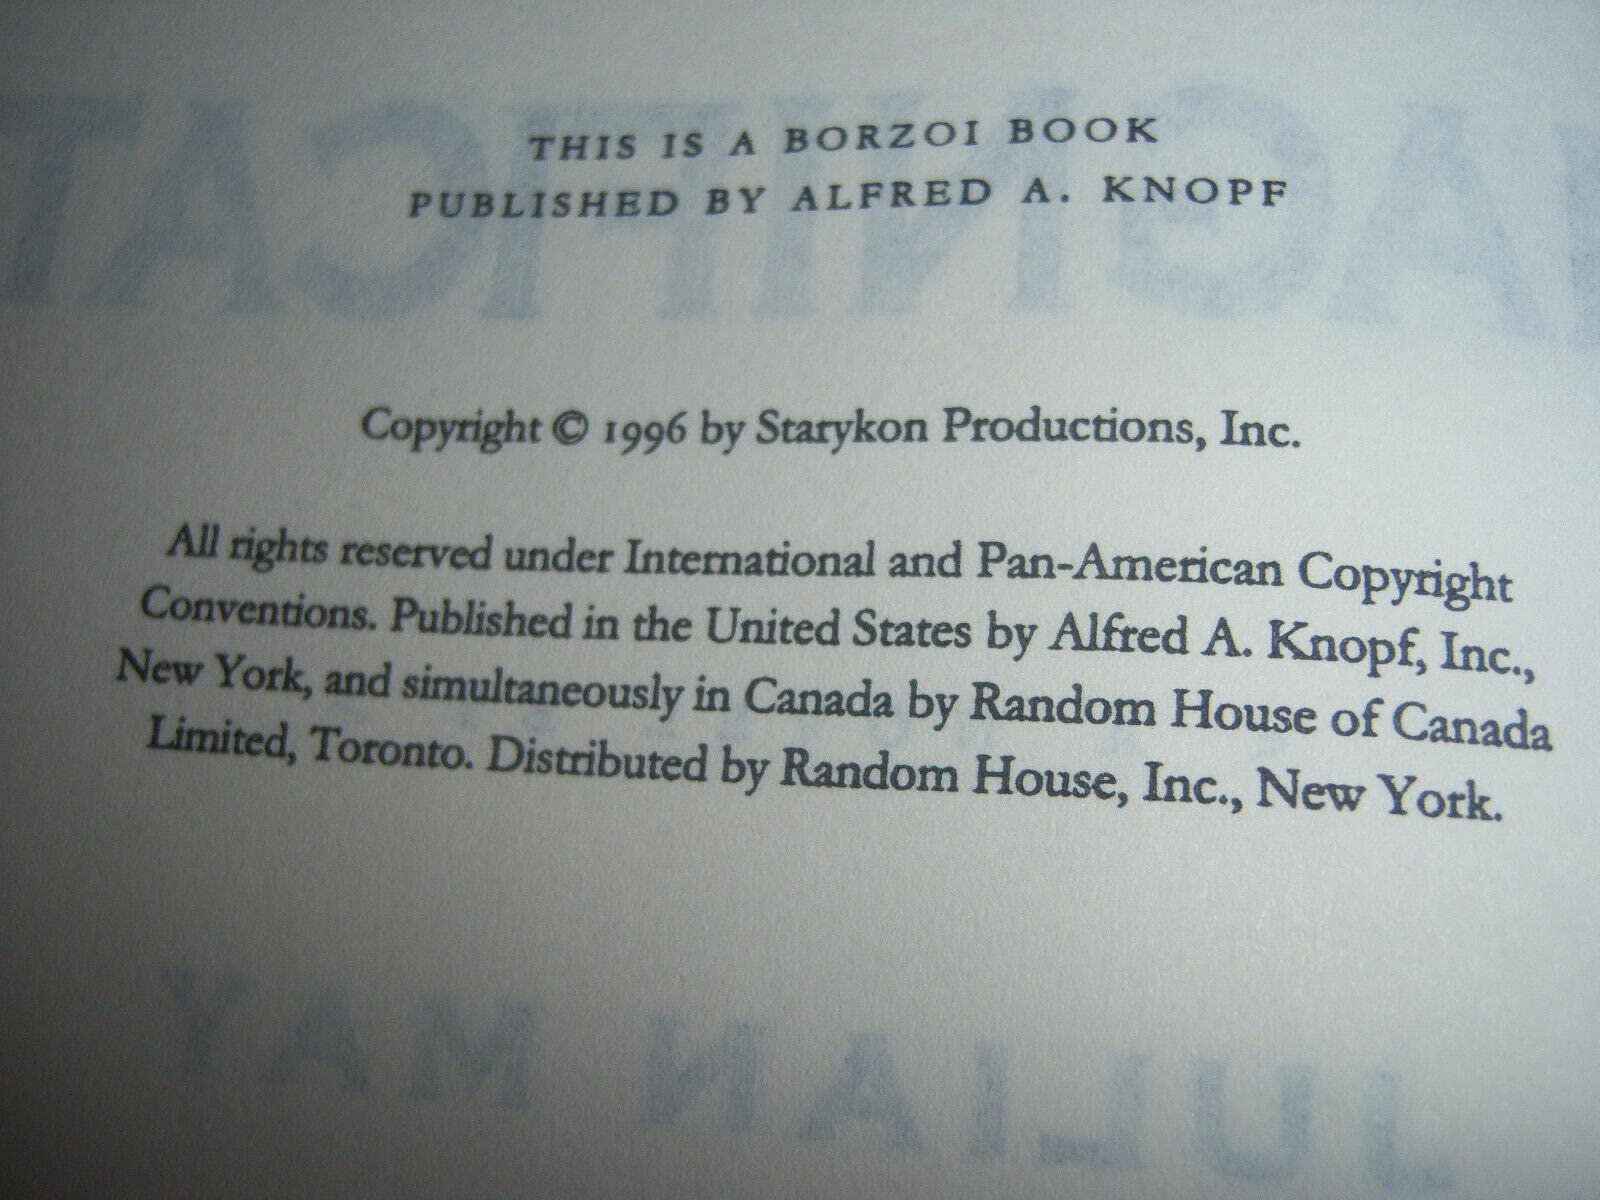 THIS IS A BORZOI BOOK
PUBLISHED BY ALFRED A. KNOPF
Copyright © 1996 by Starykon Productions, Inc.
All rights reserved under International and Pan-American Copyright
Conventions. Published in the United States by Alfred A. Knopf, Inc.,
New York, and simultaneously in Canada by Random House of Canada
Limited, Toronto. Distributed by Random House, Inc., New York.
JULIAN MAY